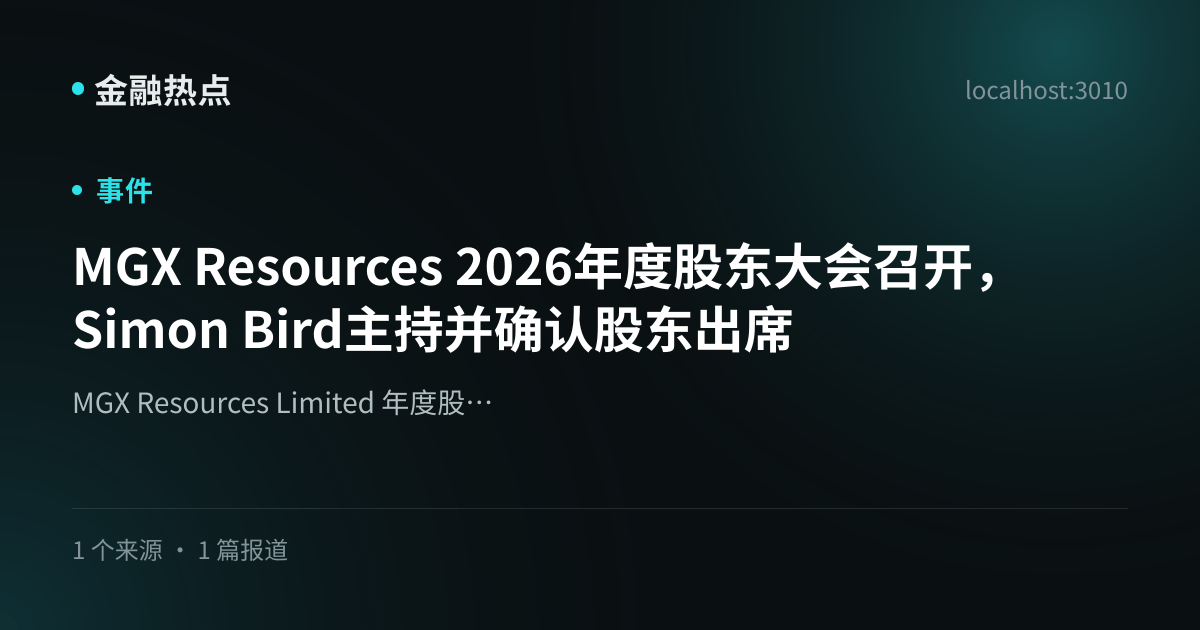 金融热点
localhost:3010
事件
MGX Resources 2026年度股东大会召开，
Simon Bird主持并确认股东出席
MGX Resources Limited 年度股…
1 个来源 · 1 篇报道